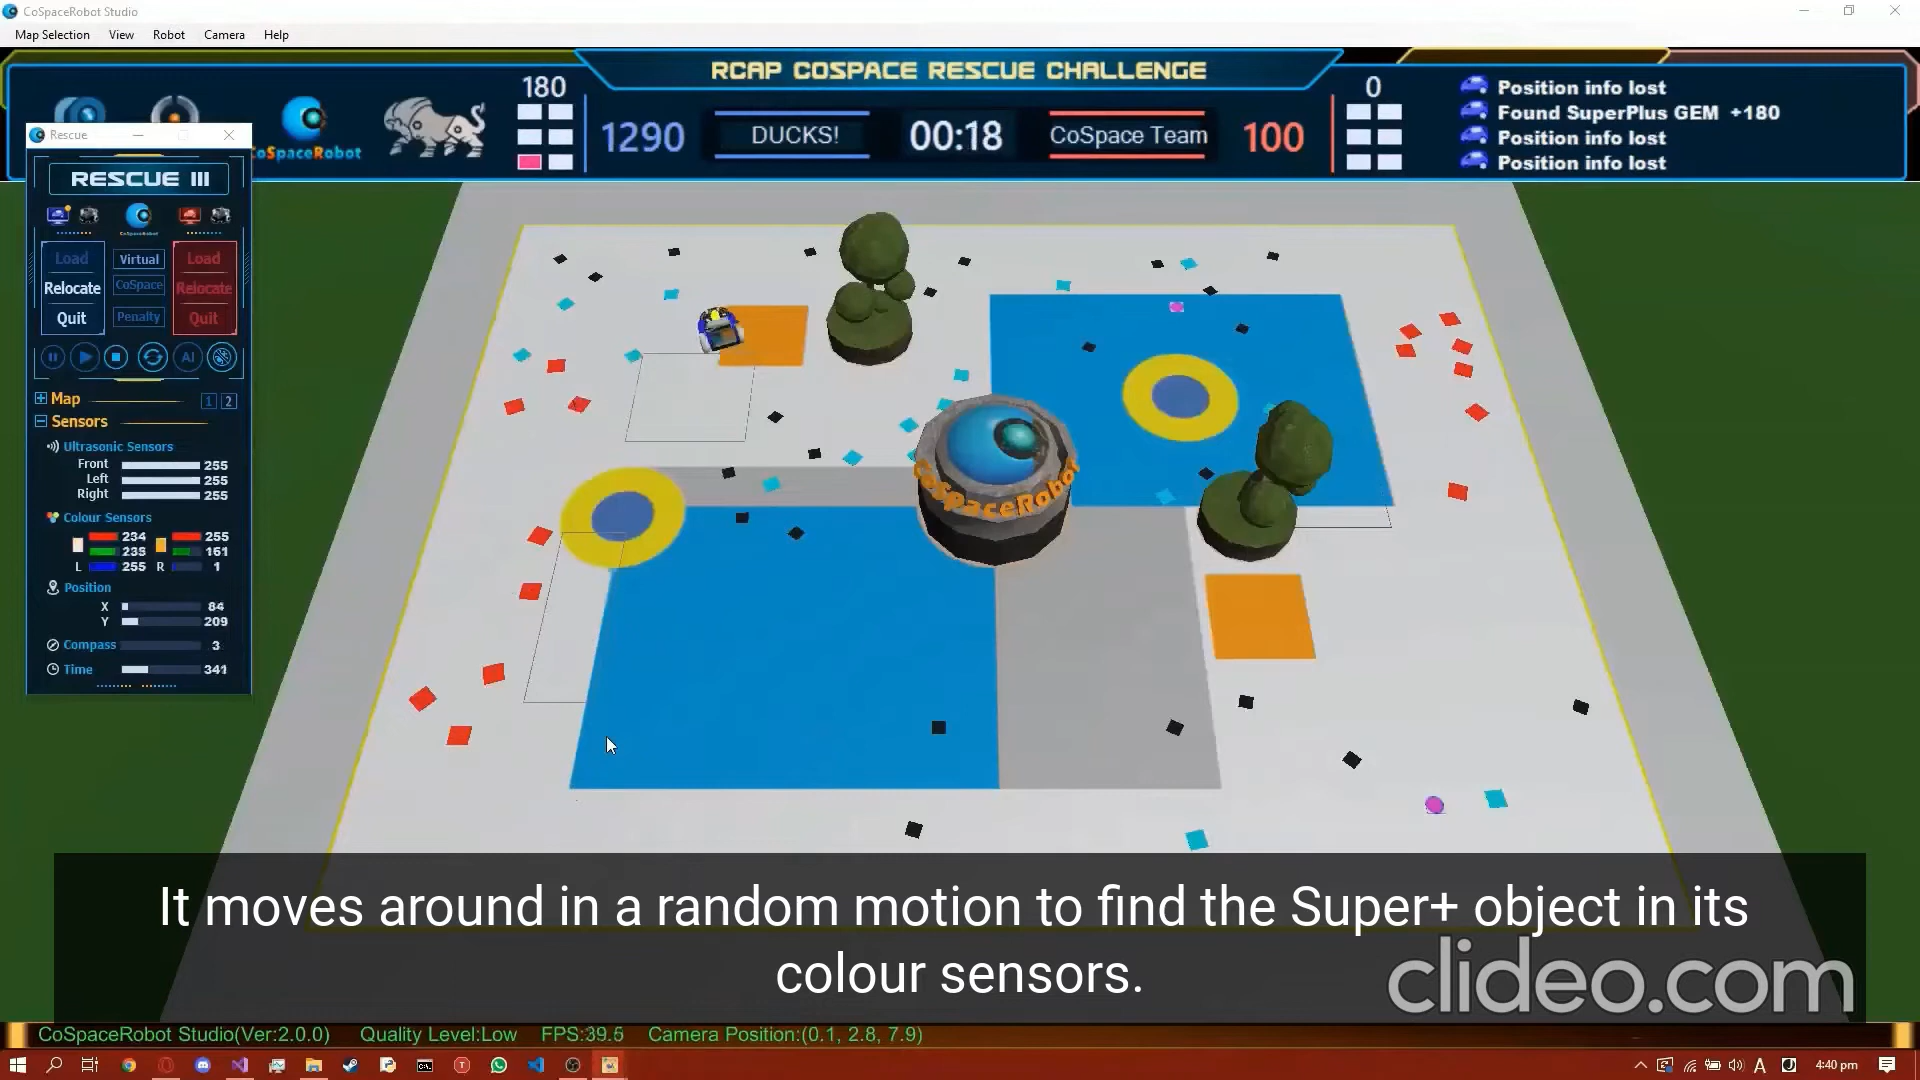 CoSpaceRobot Studio
Map Selection View Robot Camera Help
RCAP COSPACE RESCUE CHALLENGE
180
1290
DUCKS!
00:18
CoSpace Team
100
0
Position info lost
Found SuperPlus GEM +180
Position info lost
Position info lost
oSpaceRobot
Rescue
RESCUE III
CoSpaceRobot
Load Virtual Load
Relocate CoSpace Relocate
Quit Penalty Quit
AI
Map 1 2
Sensors
Ultrasonic Sensors
Front 255
Left 255
Right 255
Colour Sensors
234 255
235 161
L 255 R 1
Position
X 84
Y 209
Compass 3
Time 341
CoSpaceRobot
It moves around in a random motion to find the Super+ object in its
colour sensors.
clideo.com
CoSpaceRobot Studio(Ver:2.0.0) Quality Level:Low FPS:39.5 Camera Position:(0.1, 2.8, 7.9)
4:40 pm